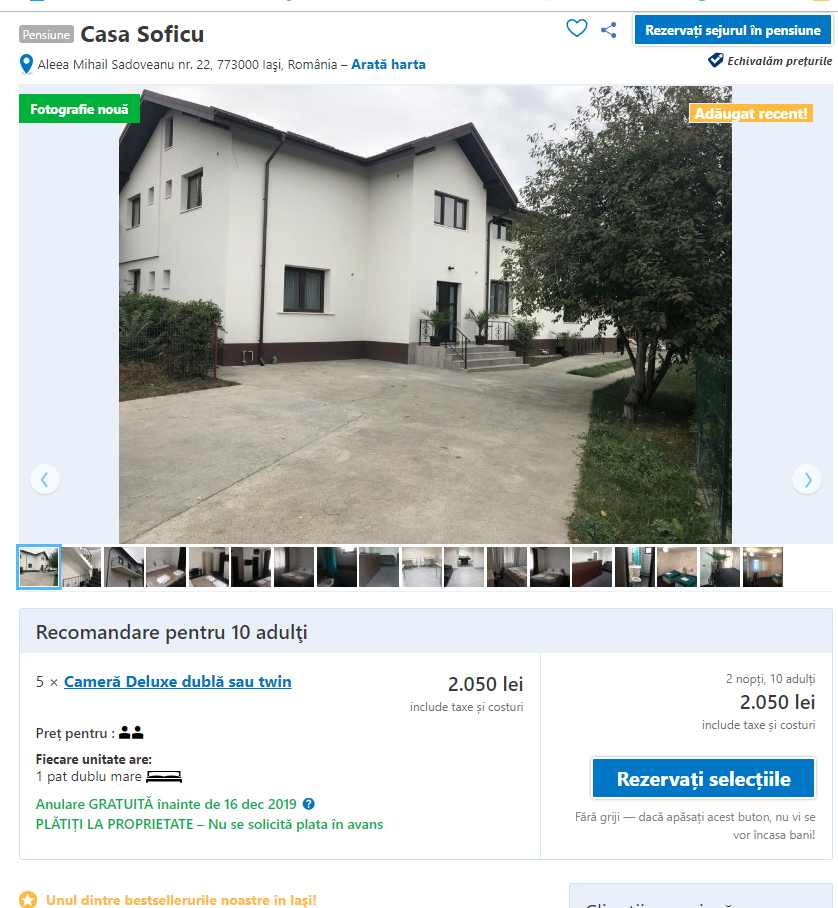 Pensiune Casa Soficu
Rezervați sejurul în pensiune
Aleea Mihail Sadoveanu nr. 22, 773000 Iaşi, România – Arată harta
Echivalăm prețurile
Fotografie nouă
Adăugat recent!
Recomandare pentru 10 adulţi
5 × Cameră Deluxe dublă sau twin
2.050 lei
include taxe și costuri
Preț pentru :
Fiecare unitate are:
1 pat dublu mare
Anulare GRATUITĂ înainte de 16 dec 2019
PLĂTIȚI LA PROPRIETATE – Nu se solicită plata în avans
2 nopți, 10 adulți
2.050 lei
include taxe și costuri
Rezervați selecțiile
Fără griji — dacă apăsați acest buton, nu vi se
vor încasa bani!
Unul dintre bestsellerurile noastre în Iaşi!